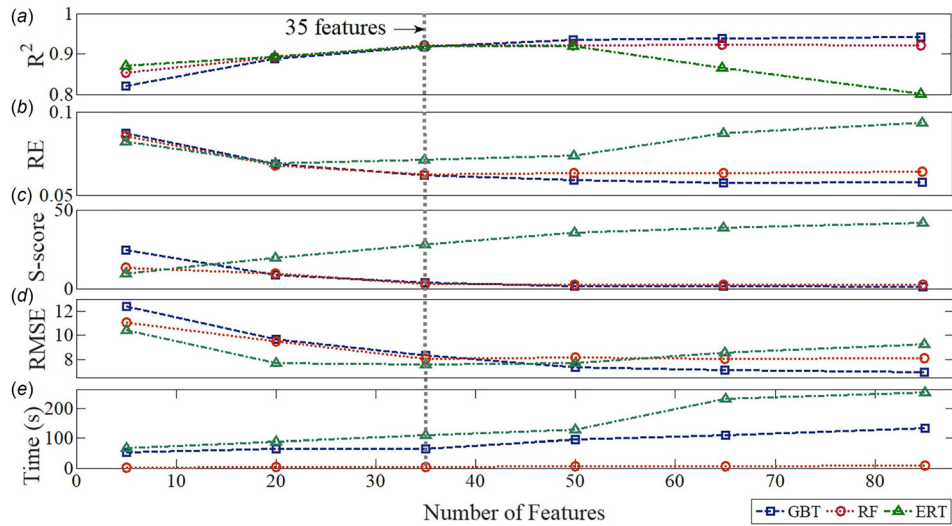 35 features
(a)
R²
1
0.9
0.8
(b)
RE
0.1
0.05
(c)
S-score
50
0
(d)
RMSE
12
10
8
(e)
Time (s)
200
100
0
0 10 20 30 40 50 60 70 80
Number of Features
GBT RF ERT